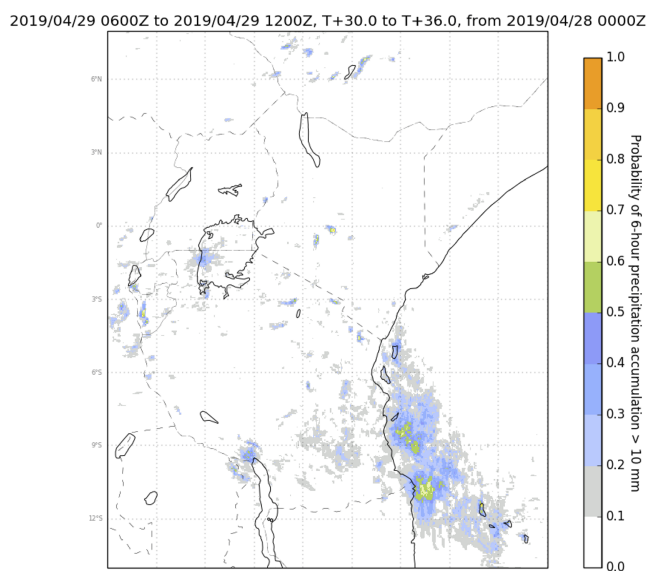 2019/04/29 0600Z to 2019/04/29 1200Z, T+30.0 to T+36.0, from 2019/04/28 0000Z
6°N
3°N
0°
3°S
6°S
9°S
12°S
1.0
0.9
0.8
0.7
0.6
0.5
0.4
0.3
0.2
0.1
0.0
Probability of 6-hour precipitation accumulation > 10 mm